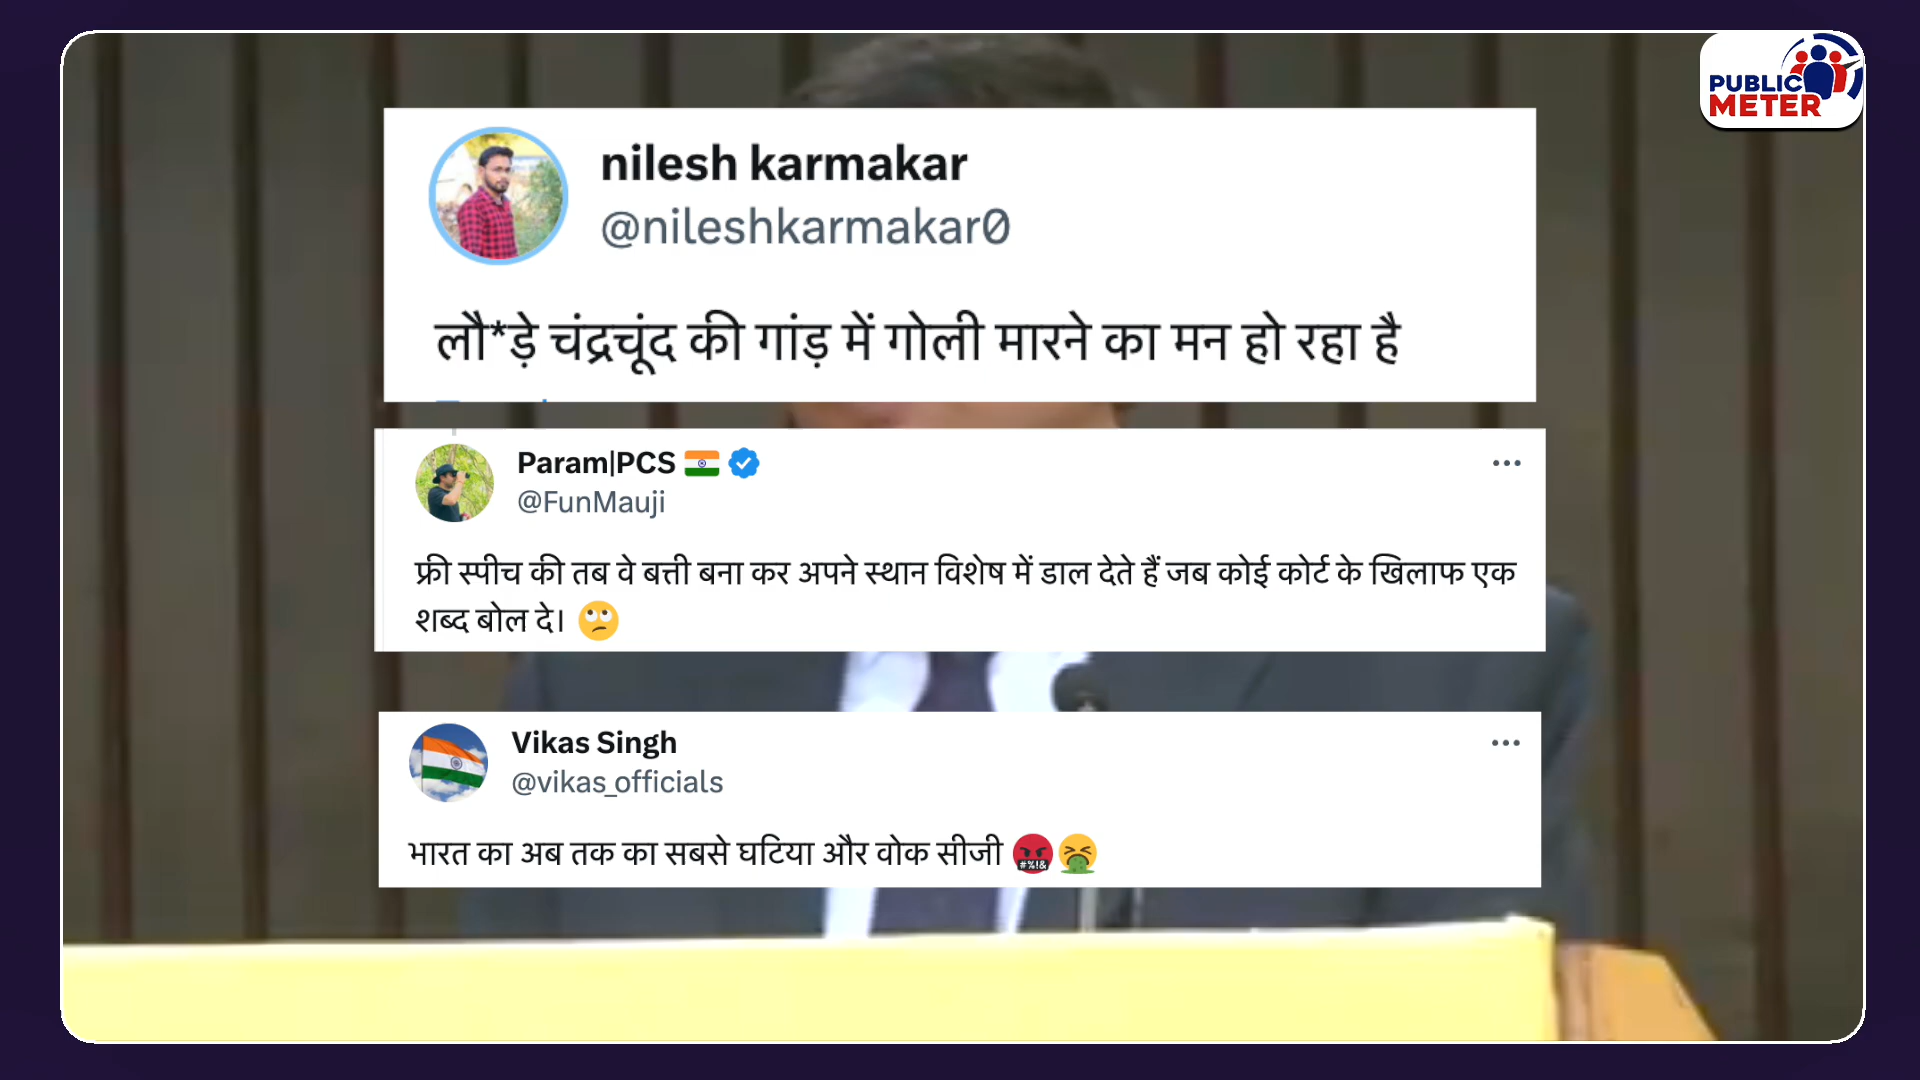 PUBLIC
METER
nilesh karmakar
@nileshkarmakar0
लौ*ड़े चंद्रचूंद की गांड़ में गोली मारने का मन हो रहा है
Param|PCS 🇮🇳
@FunMauji
फ्री स्पीच की तब वे बत्ती बना कर अपने स्थान विशेष में डाल देते हैं जब कोई कोर्ट के खिलाफ एक
शब्द बोल दे। 🙄
Vikas Singh
@vikas_officials
भारत का अब तक का सबसे घटिया और वोक सीजी 🤬🤮